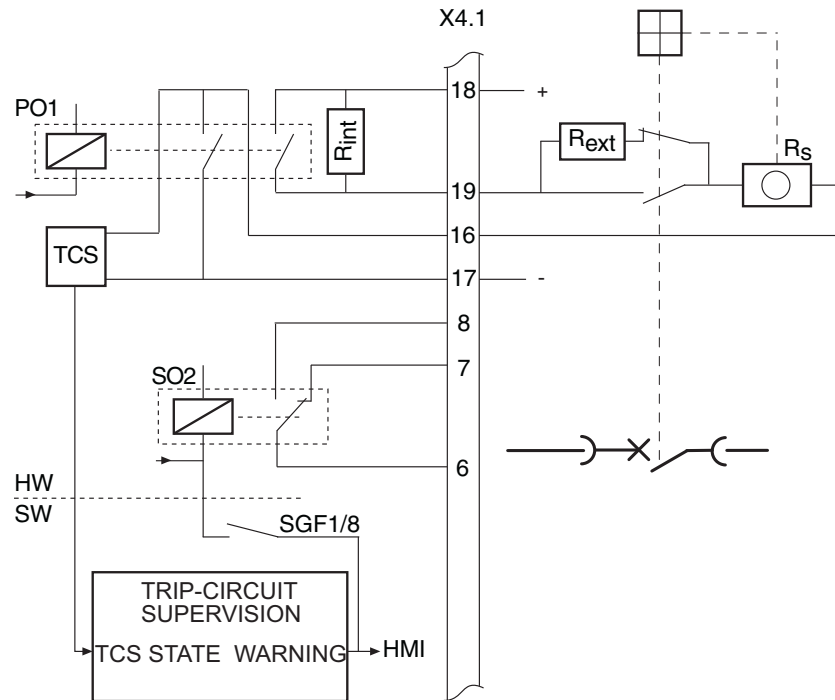 X4.1
18
+
PO1
Rint
Rext
RS
19
16
TCS
17
-
8
7
SO2
6
HW
SW
SGF1/8
TRIP-CIRCUIT
SUPERVISION
TCS STATE WARNING
HMI